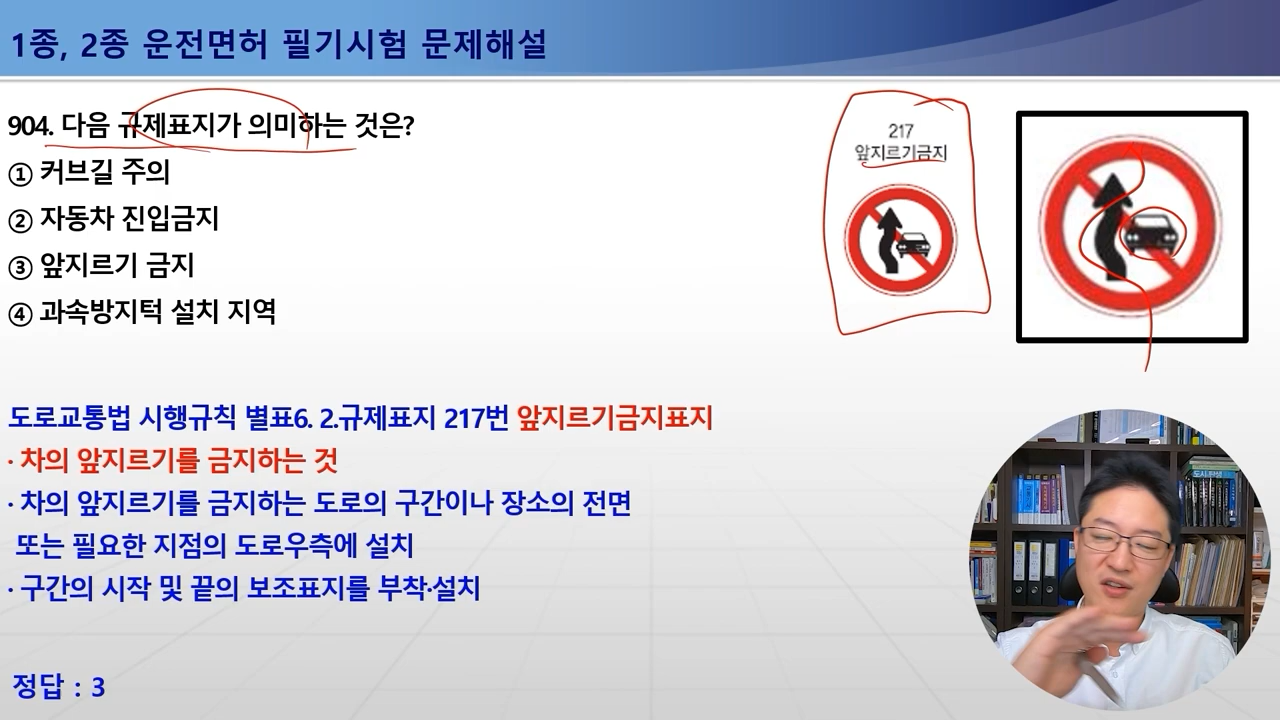 1종, 2종 운전면허 필기시험 문제해설
904. 다음 규제표지가 의미하는 것은?
① 커브길 주의
② 자동차 진입금지
③ 앞지르기 금지
④ 과속방지턱 설치 지역
217
앞지르기금지
도로교통법 시행규칙 별표6. 2.규제표지 217번 앞지르기금지표지
· 차의 앞지르기를 금지하는 것
· 차의 앞지르기를 금지하는 도로의 구간이나 장소의 전면
또는 필요한 지점의 도로우측에 설치
· 구간의 시작 및 끝의 보조표지를 부착·설치
정답 : 3